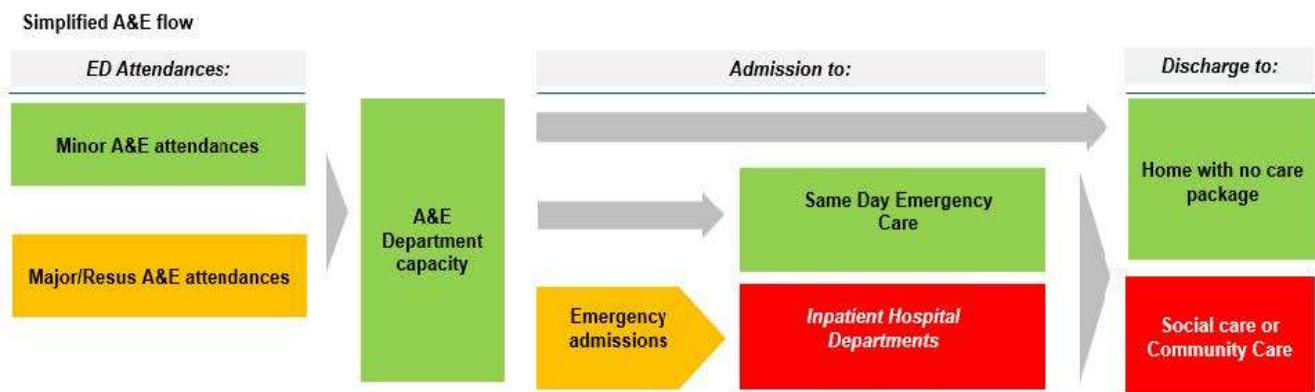 Simplified A&E flow
ED Attendances:
Admission to:
Discharge to:
Minor A&E attendances
Major/Resus A&E attendances
A&E
Department
capacity
Same Day Emergency
Care
Emergency
admissions
Inpatient Hospital
Departments
Home with no care
package
Social care or
Community Care